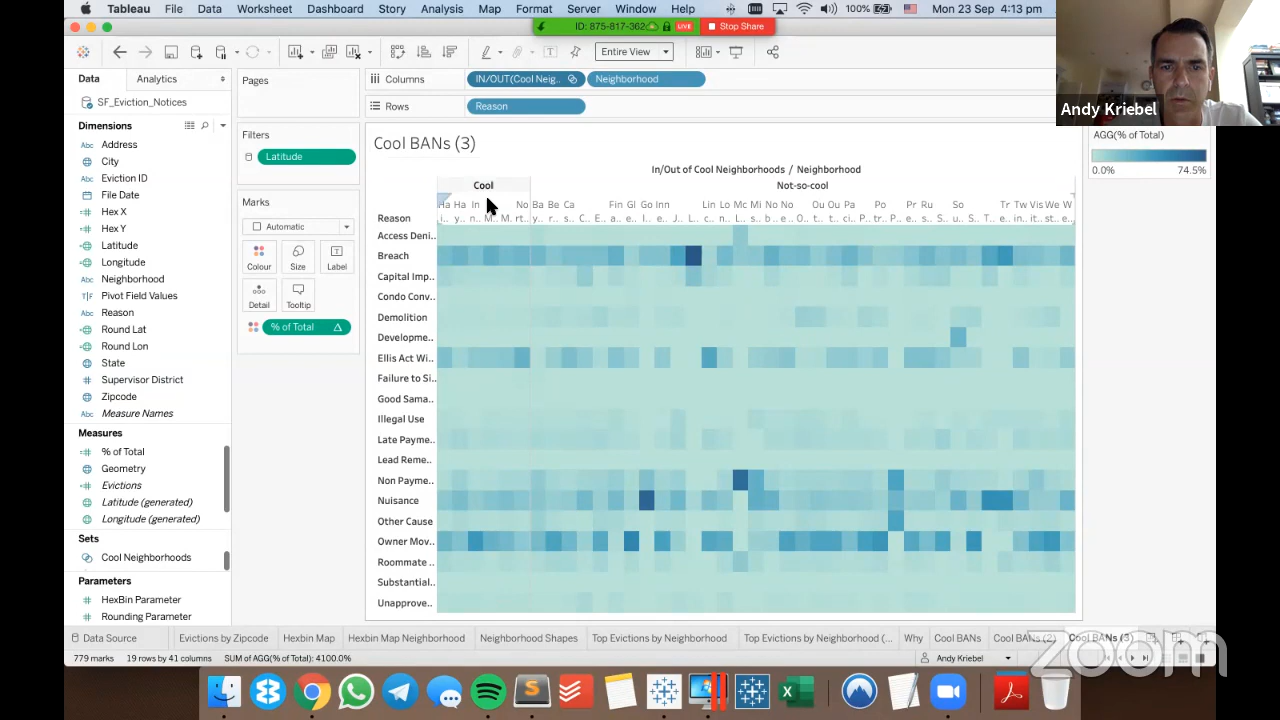 Tableau File Data Worksheet Dashboard Story Analysis Map Format Server Window Help 100% Mon 23 Sep 4:13 pm
ID: 875-817-362 LIVE Stop Share
Entire View
Data Analytics
SF_Eviction_Notices
Dimensions
Abc Address
City
Abc Eviction ID
File Date
Hex X
Hex Y
Latitude
Longitude
Abc Neighborhood
Pivot Field Values
Abc Reason
Round Lat
Round Lon
State
Supervisor District
Zipcode
Abc Measure Names
Measures
% of Total
Geometry
Evictions
Latitude (generated)
Longitude (generated)
Sets
Cool Neighborhoods
Parameters
HexBin Parameter
Rounding Parameter
Pages
Filters
Latitude
Marks
Automatic
Colour Size Label
Detail Tooltip
% of Total
Columns IN/OUT(Cool Neig.. Neighborhood
Rows Reason
Cool BANs (3)
In/Out of Cool Neighborhoods / Neighborhood
Cool Not-so-cool
Reason
Access Deni..
Breach
Capital Imp..
Condo Conv..
Demolition
Developme..
Ellis Act Wi..
Failure to Si..
Good Sama..
Illegal Use
Late Payme..
Lead Reme..
Non Payme..
Nuisance
Other Cause
Owner Mov..
Roommate ..
Substantial..
Unapprove..
Andy Kriebel
AGG(% of Total)
0.0% 74.5%
Data Source Evictions by Zipcode Hexbin Map Hexbin Map Neighborhood Neighborhood Shapes Top Evictions by Neighborhood Top Evictions by Neighborhood (... Why Cool BANs Cool BANs (2) Cool BANs (3)
779 marks 19 rows by 41 columns SUM of AGG(% of Total): 4100.0% Andy Kriebel
zoom